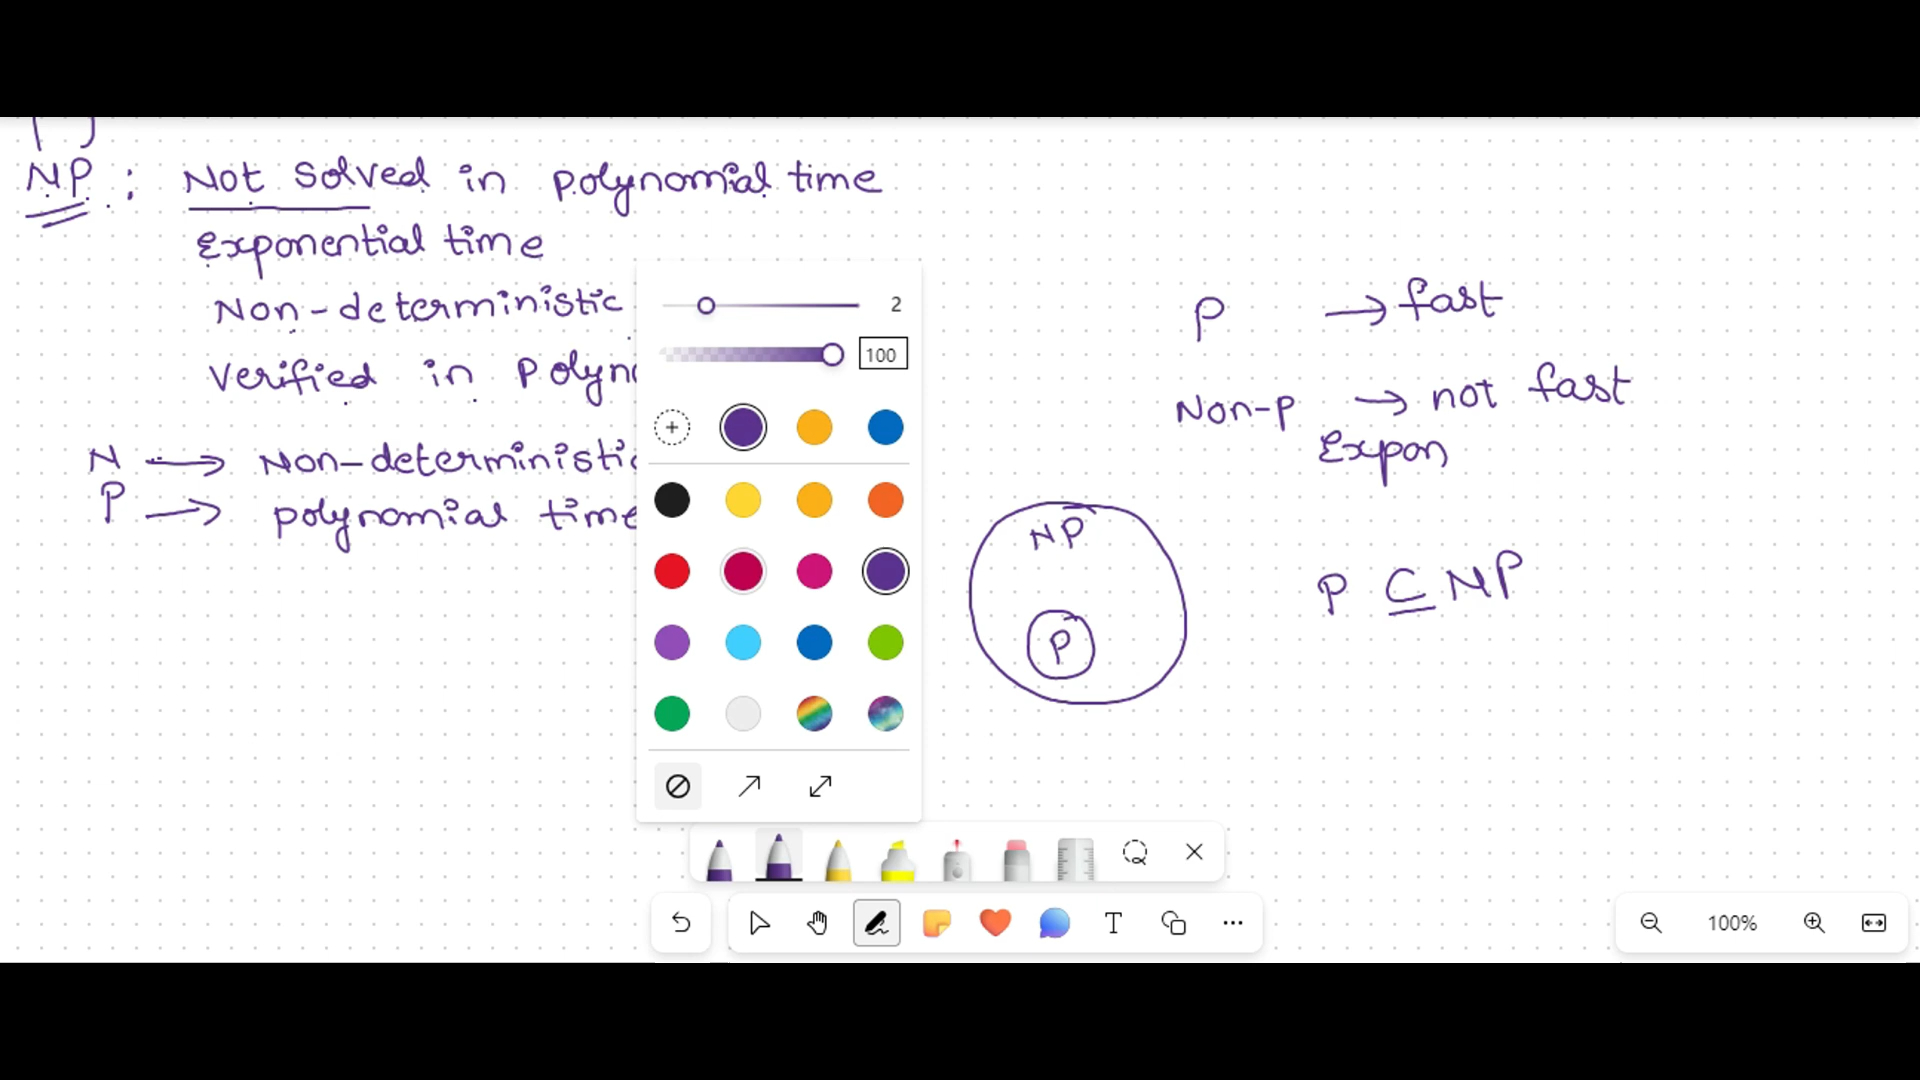 NP : Not Solved in polynomial time
Exponential time
Non-deterministic
Verified in
N → Non-deterministic
P → polynomial time
2
100
P → fast
Non-P → not fast
Expon
NP
P
P ⊆ NP
T
100%